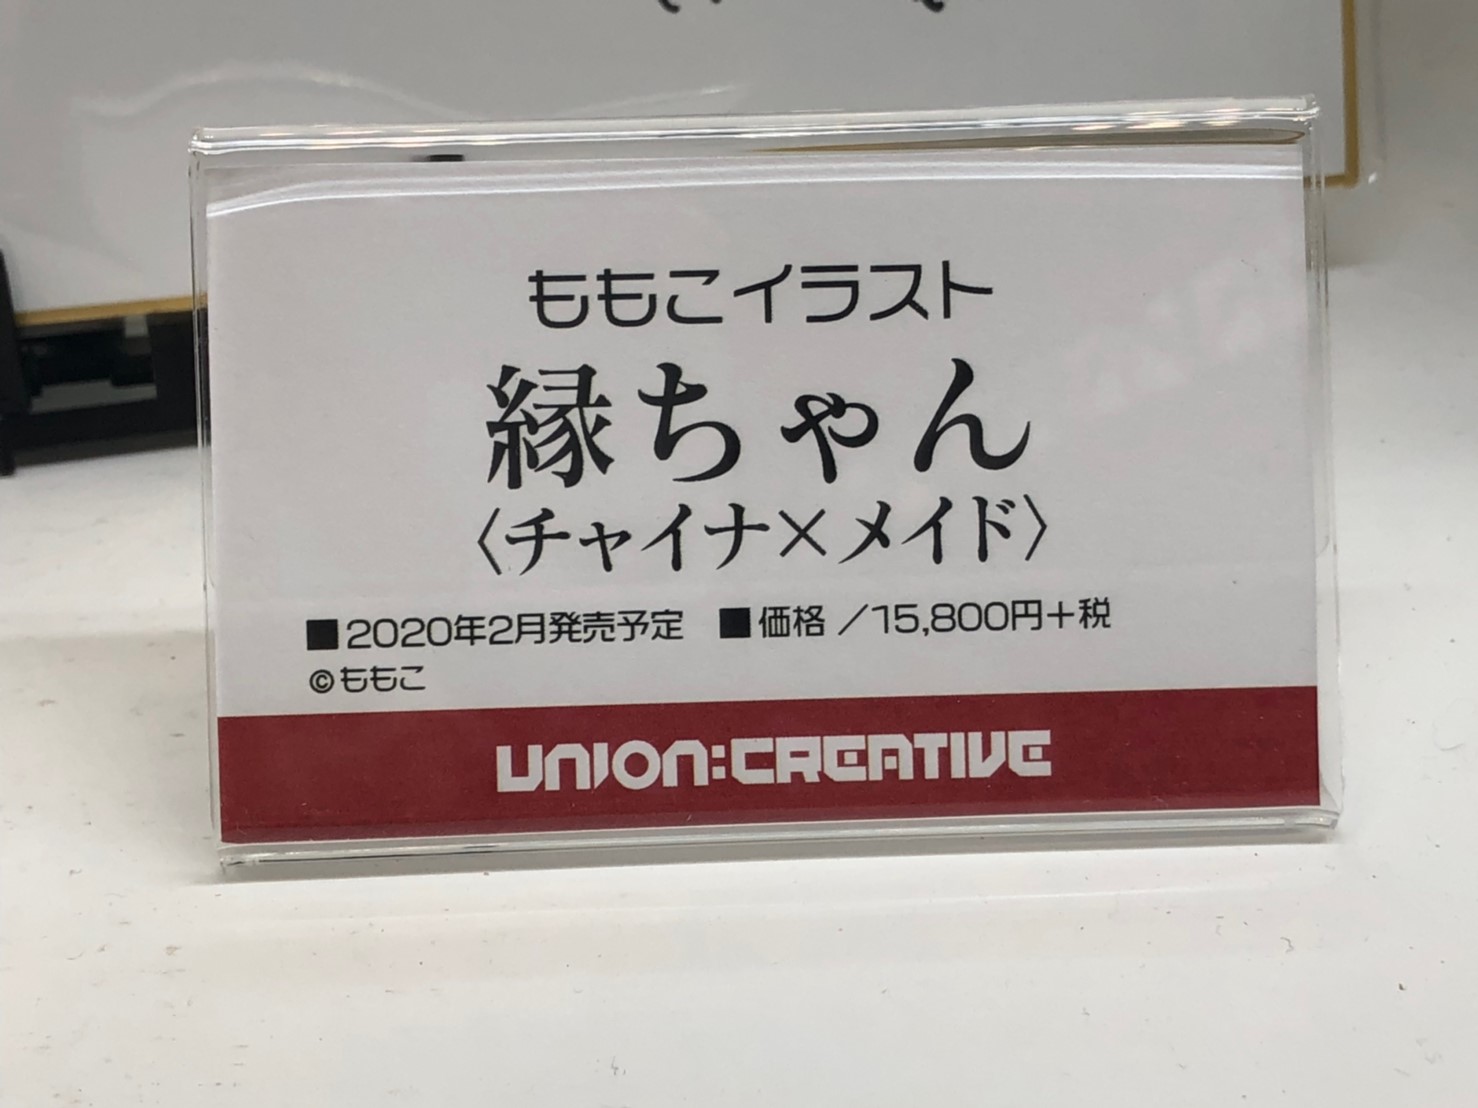 ももこイラスト
縁ちゃん
〈チャイナ×メイド〉
■2020年2月発売予定 ■価格／15,800円＋税
©ももこ
UNION:CREATIVE